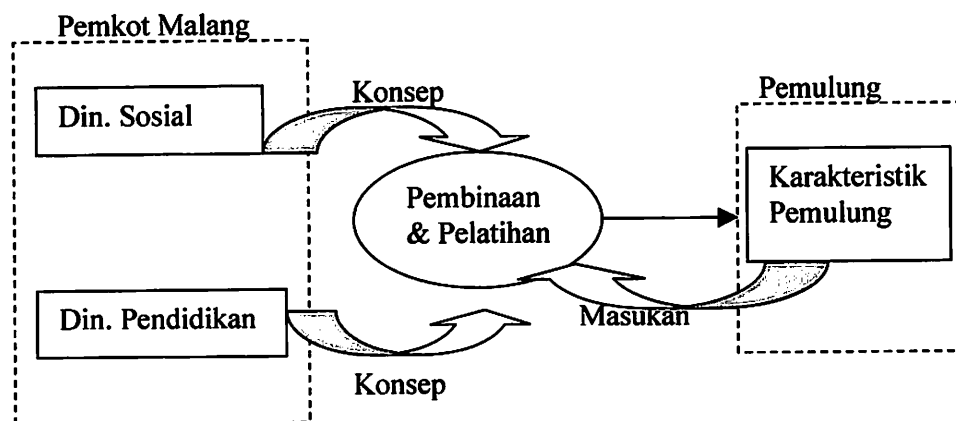 Pemkot Malang
Din. Sosial
Konsep
Pemulung
Pembinaan
& Pelatihan
Karakteristik
Pemulung
Din. Pendidikan
Masukan
Konsep